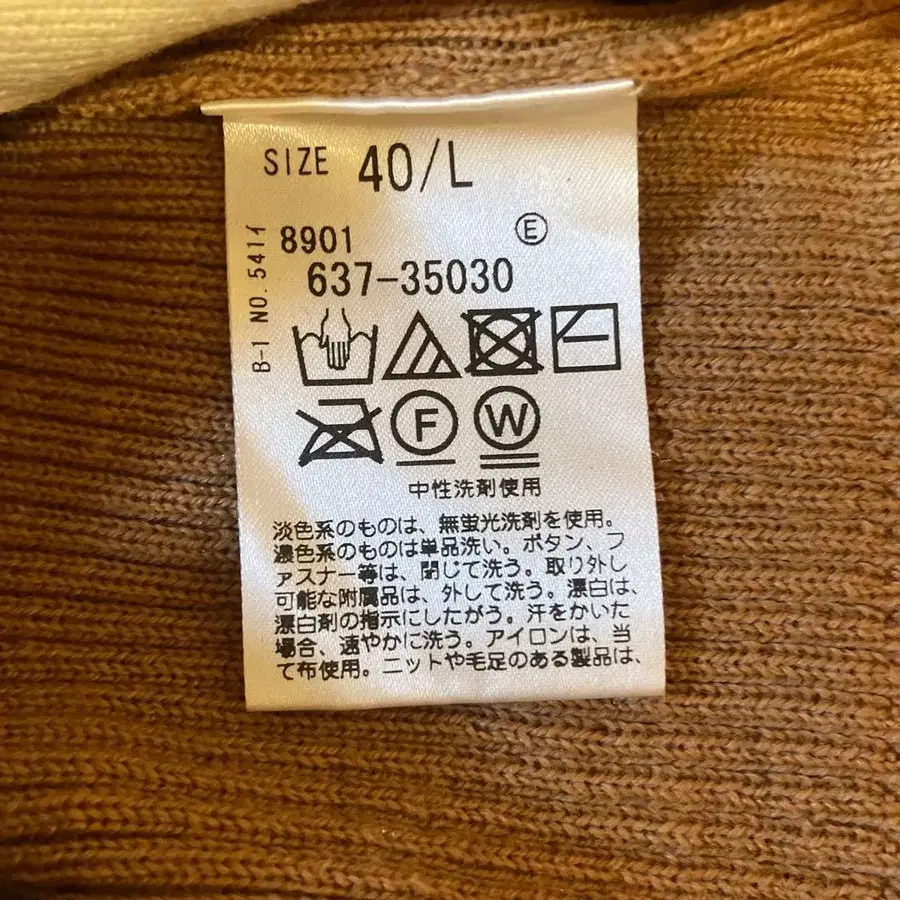 SIZE 40/L
8901 Ⓔ
637-35030
B-1 NO.541イ
F W
中性洗剤使用
淡色系のものは、無蛍光洗剤を使用。
濃色系のものは単品洗い。ボタン、フ
ァスナー等は、閉じて洗う。取り外し
可能な附属品は、外して洗う。漂白は、
漂白剤の指示にしたがう。汗をかいた
場合、速やかに洗う。アイロンは、当
て布使用。ニットや毛足のある製品は、